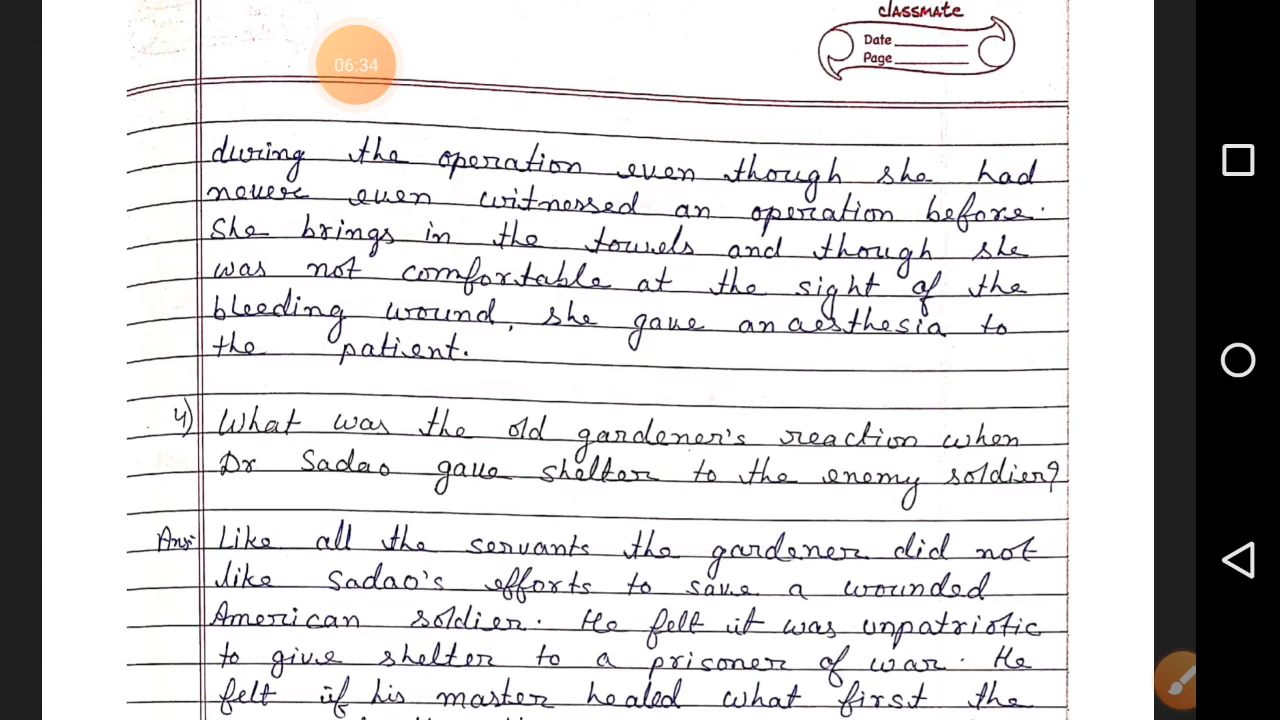 classmate
Date
Page
06:34
during the operation even though she had
never even witnessed an operation before.
She brings in the towels and though she
was not comfortable at the sight of the
bleeding wound, she gave anaesthesia to
the patient.
4) What was the old gardener's reaction when
Dr Sadao gave shelter to the enemy soldier?
Ans: Like all the servants the gardener did not
like Sadao's efforts to save a wounded
American soldier. He felt it was unpatriotic
to give shelter to a prisoner of war. He
felt if his master healed what first the